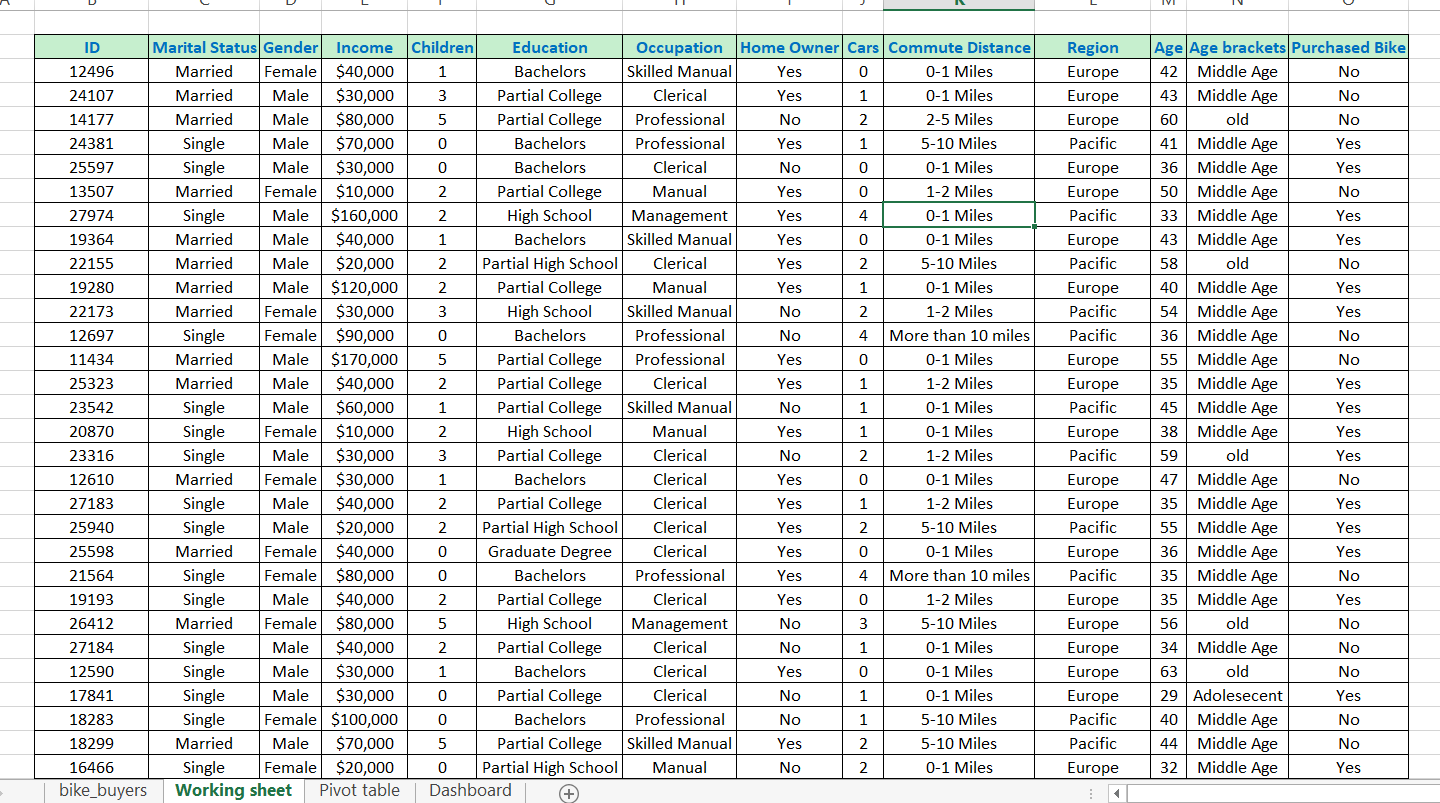 ID Marital Status Gender Income Children Education Occupation Home Owner Cars Commute Distance Region Age Age brackets Purchased Bike
12496 Married Female $40,000 1 Bachelors Skilled Manual Yes 0 0-1 Miles Europe 42 Middle Age No
24107 Married Male $30,000 3 Partial College Clerical Yes 1 0-1 Miles Europe 43 Middle Age No
14177 Married Male $80,000 5 Partial College Professional No 2 2-5 Miles Europe 60 old No
24381 Single Male $70,000 0 Bachelors Professional Yes 1 5-10 Miles Pacific 41 Middle Age Yes
25597 Single Male $30,000 0 Bachelors Clerical No 0 0-1 Miles Europe 36 Middle Age Yes
13507 Married Female $10,000 2 Partial College Manual Yes 0 1-2 Miles Europe 50 Middle Age No
27974 Single Male $160,000 2 High School Management Yes 4 0-1 Miles Pacific 33 Middle Age Yes
19364 Married Male $40,000 1 Bachelors Skilled Manual Yes 0 0-1 Miles Europe 43 Middle Age Yes
22155 Married Male $20,000 2 Partial High School Clerical Yes 2 5-10 Miles Pacific 58 old No
19280 Married Male $120,000 2 Partial College Manual Yes 1 0-1 Miles Europe 40 Middle Age Yes
22173 Married Female $30,000 3 High School Skilled Manual No 2 1-2 Miles Pacific 54 Middle Age Yes
12697 Single Female $90,000 0 Bachelors Professional No 4 More than 10 miles Pacific 36 Middle Age No
11434 Married Male $170,000 5 Partial College Professional Yes 0 0-1 Miles Europe 55 Middle Age No
25323 Married Male $40,000 2 Partial College Clerical Yes 1 1-2 Miles Europe 35 Middle Age Yes
23542 Single Male $60,000 1 Partial College Skilled Manual No 1 0-1 Miles Pacific 45 Middle Age Yes
20870 Single Female $10,000 2 High School Manual Yes 1 0-1 Miles Europe 38 Middle Age Yes
23316 Single Male $30,000 3 Partial College Clerical No 2 1-2 Miles Pacific 59 old Yes
12610 Married Female $30,000 1 Bachelors Clerical Yes 0 0-1 Miles Europe 47 Middle Age No
27183 Single Male $40,000 2 Partial College Clerical Yes 1 1-2 Miles Europe 35 Middle Age Yes
25940 Single Male $20,000 2 Partial High School Clerical Yes 2 5-10 Miles Pacific 55 Middle Age Yes
25598 Married Female $40,000 0 Graduate Degree Clerical Yes 0 0-1 Miles Europe 36 Middle Age Yes
21564 Single Female $80,000 0 Bachelors Professional Yes 4 More than 10 miles Pacific 35 Middle Age No
19193 Single Male $40,000 2 Partial College Clerical Yes 0 1-2 Miles Europe 35 Middle Age Yes
26412 Married Female $80,000 5 High School Management No 3 5-10 Miles Europe 56 old No
27184 Single Male $40,000 2 Partial College Clerical No 1 0-1 Miles Europe 34 Middle Age No
12590 Single Male $30,000 1 Bachelors Clerical Yes 0 0-1 Miles Europe 63 old No
17841 Single Male $30,000 0 Partial College Clerical No 1 0-1 Miles Europe 29 Adolesecent Yes
18283 Single Female $100,000 0 Bachelors Professional No 1 5-10 Miles Pacific 40 Middle Age No
18299 Married Male $70,000 5 Partial College Skilled Manual Yes 2 5-10 Miles Pacific 44 Middle Age No
16466 Single Female $20,000 0 Partial High School Manual No 2 0-1 Miles Europe 32 Middle Age Yes
bike_buyers Working sheet Pivot table Dashboard